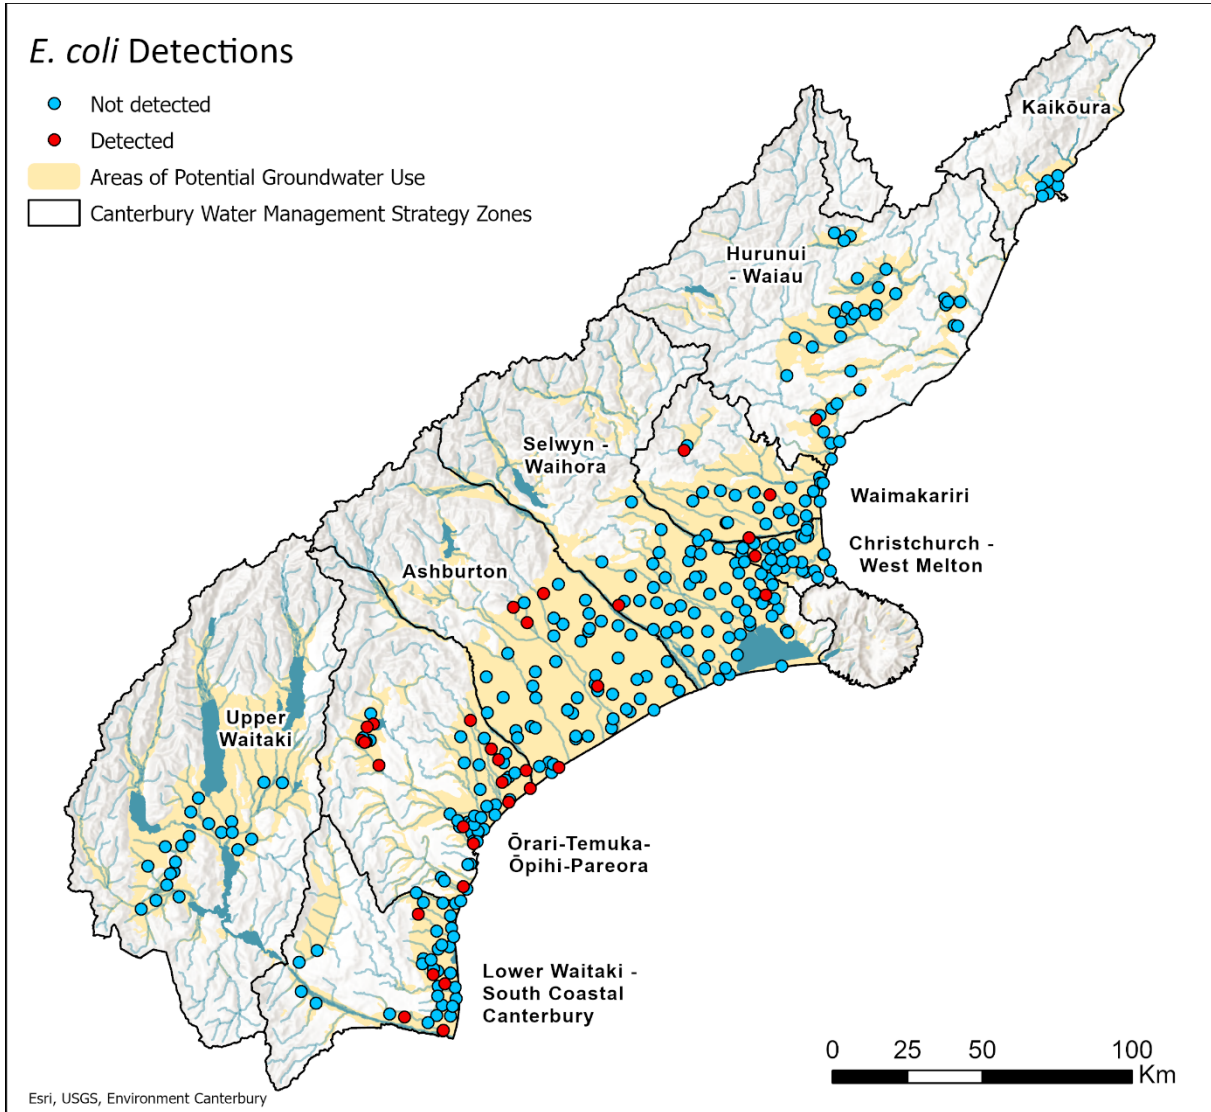 E. coli Detections
Not detected
Detected
Areas of Potential Groundwater Use
Canterbury Water Management Strategy Zones
Kaikōura
Hurunui
- Waiau
Selwyn -
Waihora
Waimakariri
Christchurch -
West Melton
Ashburton
Upper
Waitaki
Ōrari-Temuka-
Ōpihi-Pareora
Lower Waitaki -
South Coastal
Canterbury
0 25 50 100
Km
Esri, USGS, Environment Canterbury